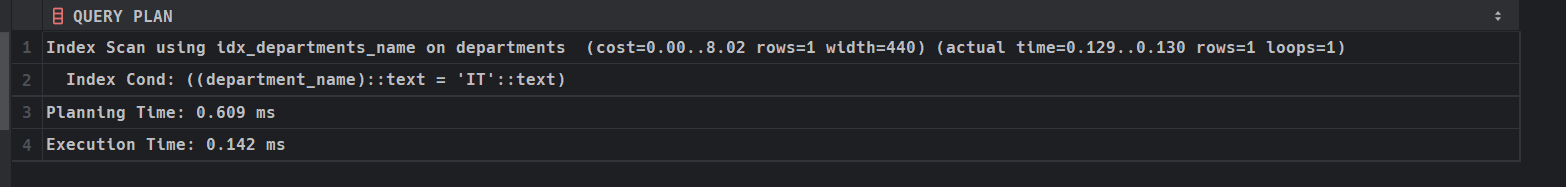 QUERY PLAN
1 Index Scan using idx_departments_name on departments  (cost=0.00..8.02 rows=1 width=440) (actual time=0.129..0.130 rows=1 loops=1)
2   Index Cond: ((department_name)::text = 'IT'::text)
3 Planning Time: 0.609 ms
4 Execution Time: 0.142 ms